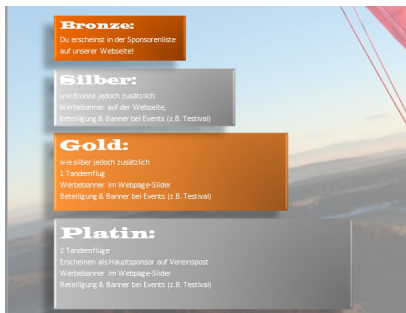 Bronze:
Du erscheinst in der Sponsorenliste
auf unserer Webseite!
Silber:
wie Bronze jedoch zusätzlich:
Werbebanner auf der Webseite,
Beteiligung & Banner bei Events (z.B. Testival)
Gold:
wie silber jedoch zusätzlich
1 Tandemflug
Werbebanner im Webpage-Slider
Beteiligung & Banner bei Events (z.B. Testival)
Platin:
2 Tandemflüge
Erscheinen als Hauptsponsor auf Vereinspost
Werbebanner im Webpage-Slider
Beteiligung & Banner bei Events (z.B. Testival)